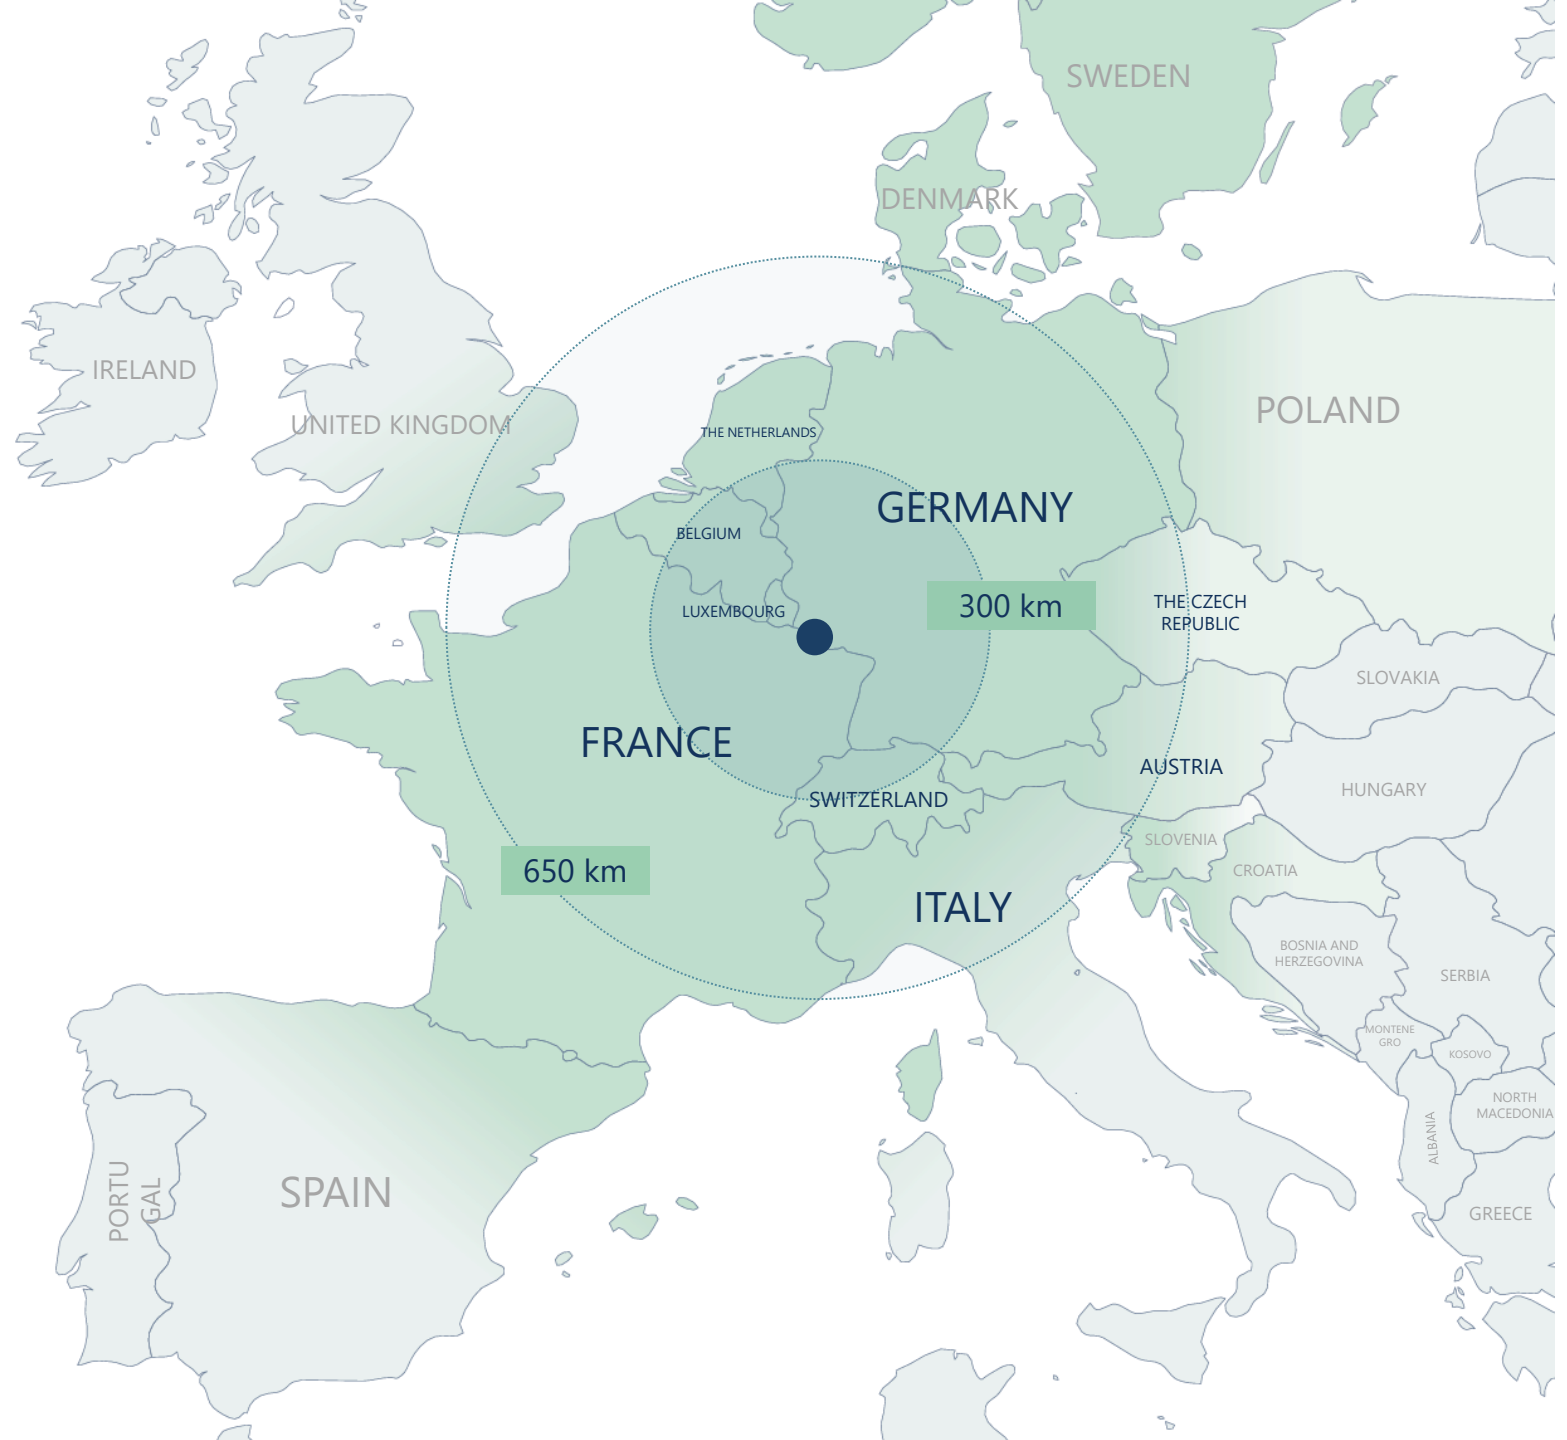 SWEDEN
DENMARK
IRELAND
UNITED KINGDOM
POLAND
THE NETHERLANDS
GERMANY
BELGIUM
300 km
THE CZECH
REPUBLIC
LUXEMBOURG
SLOVAKIA
FRANCE
AUSTRIA
HUNGARY
SWITZERLAND
SLOVENIA
650 km
CROATIA
ITALY
BOSNIA AND
HERZEGOVINA
SERBIA
MONTENE
GRO
KOSOVO
NORTH
MACEDONIA
ALBANIA
SPAIN
PORTU
GAL
GREECE